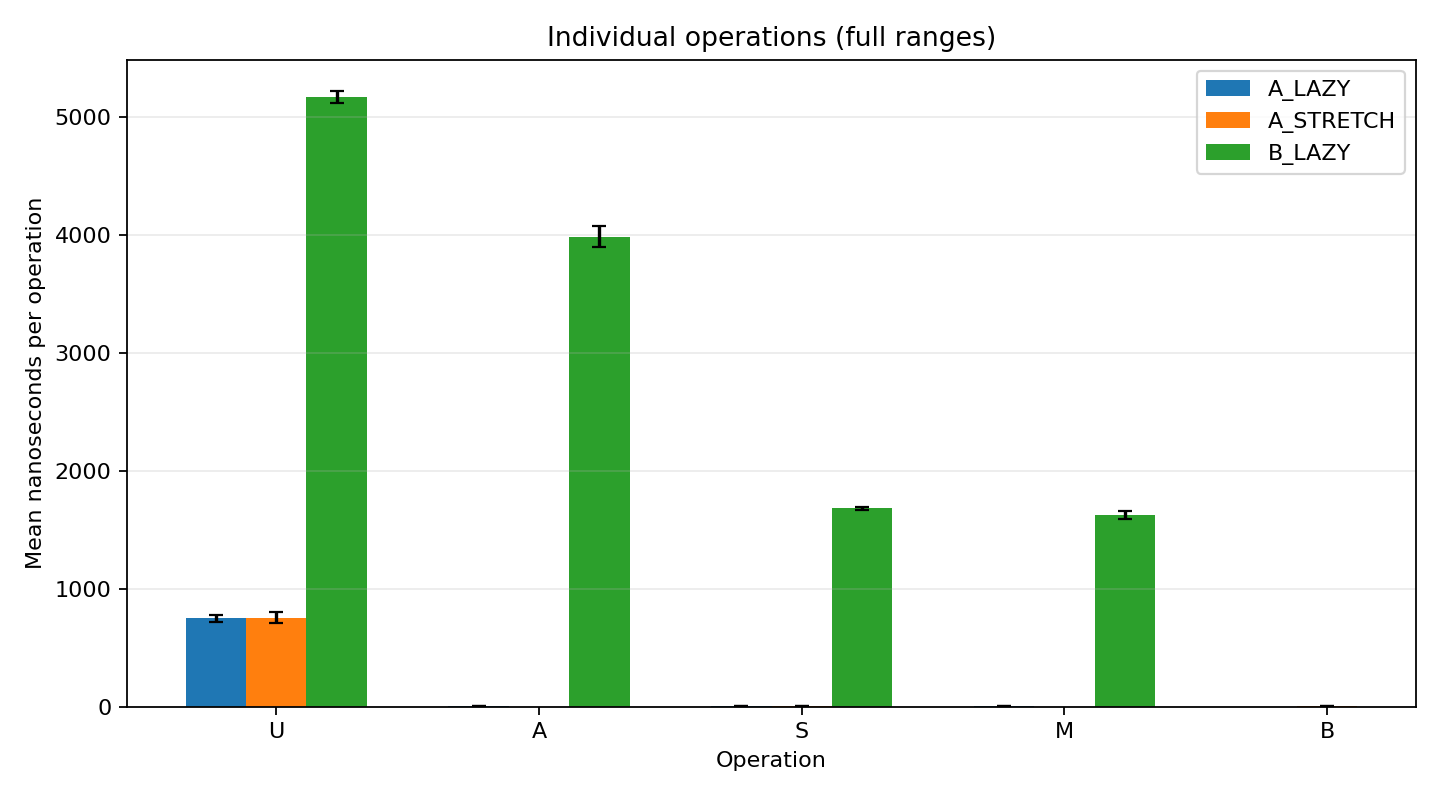 Individual operations (full ranges)
A_LAZY
A_STRETCH
B_LAZY
Mean nanoseconds per operation
5000
4000
3000
2000
1000
0
U
A
S
M
B
Operation